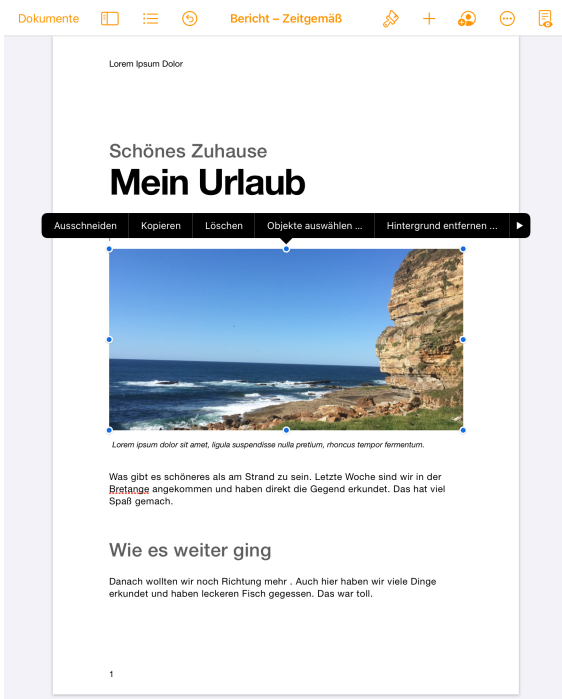 Dokumente
Bericht – Zeitgemäß
Lorem Ipsum Dolor
Schönes Zuhause
Mein Urlaub
Ausschneiden Kopieren Löschen Objekte auswählen ... Hintergrund entfernen ...
Lorem ipsum dolor sit amet, ligula suspendisse nulla pretium, rhoncus tempor fermentum.
Was gibt es schöneres als am Strand zu sein. Letzte Woche sind wir in der
Bretange angekommen und haben direkt die Gegend erkundet. Das hat viel
Spaß gemach.
Wie es weiter ging
Danach wollten wir noch Richtung mehr . Auch hier haben wir viele Dinge
erkundet und haben leckeren Fisch gegessen. Das war toll.
1